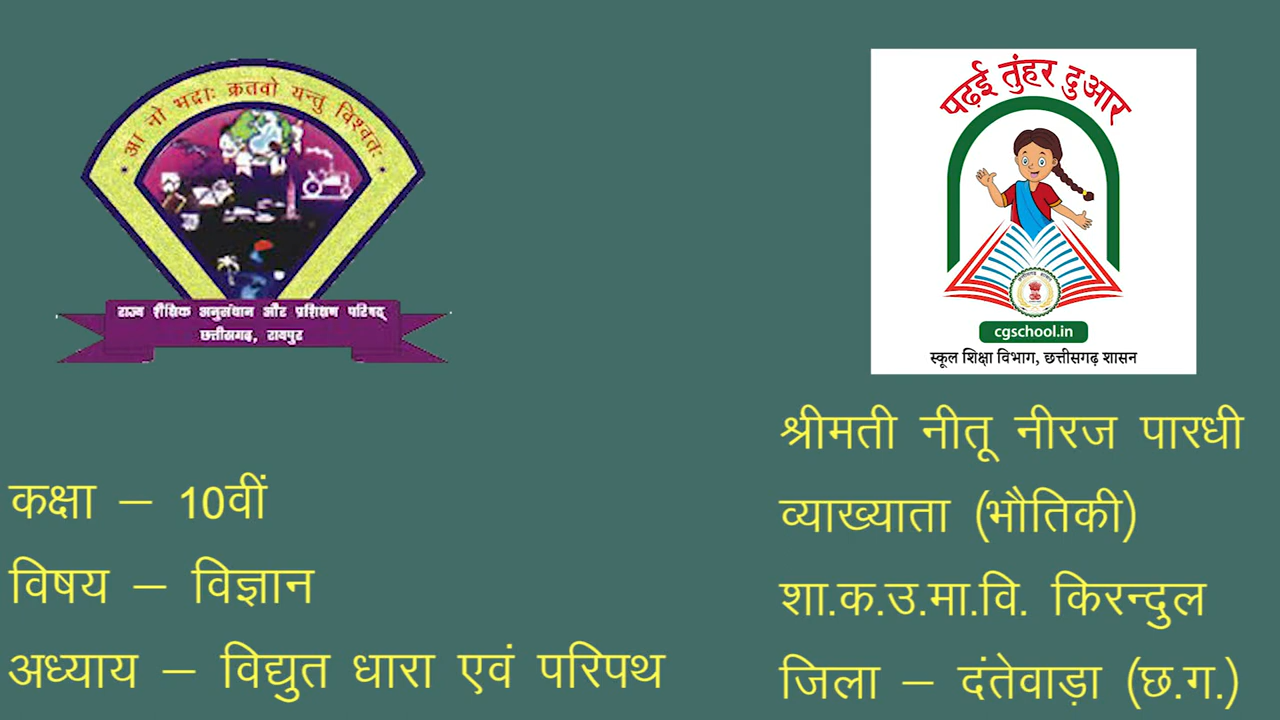 आ नो भद्राः क्रतवो यन्तु विश्वतः
राज्य शैक्षिक अनुसंधान और प्रशिक्षण परिषद्
छत्तीसगढ़, रायपुर
पढ़ई तुंहर दुआर
cgschool.in
स्कूल शिक्षा विभाग, छत्तीसगढ़ शासन
कक्षा – 10वीं
विषय – विज्ञान
अध्याय – विद्युत धारा एवं परिपथ
श्रीमती नीतू नीरज पारधी
व्याख्याता (भौतिकी)
शा.क.उ.मा.वि. किरन्दुल
जिला – दंतेवाड़ा (छ.ग.)